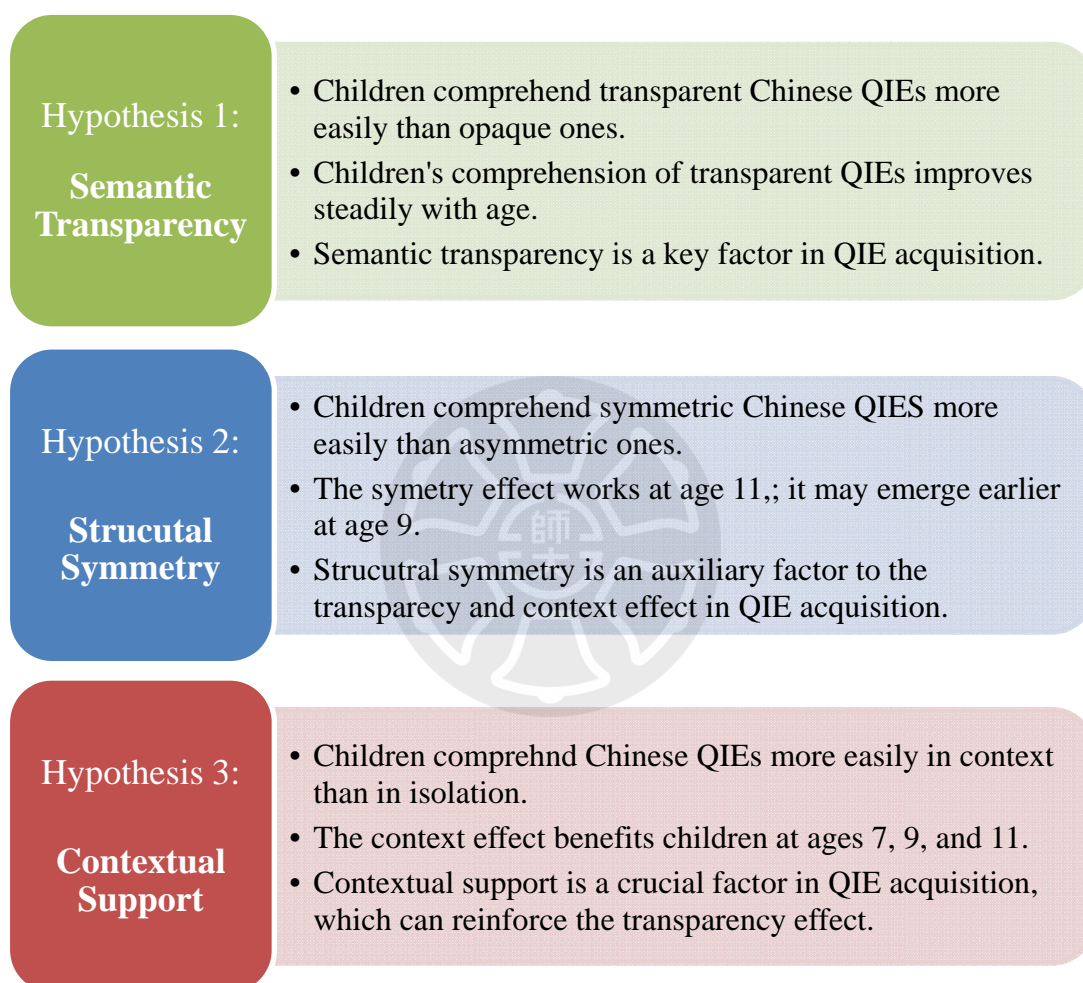 Hypothesis 1:
Semantic
Transparency
• Children comprehend transparent Chinese QIEs more
easily than opaque ones.
• Children's comprehension of transparent QIEs improves
steadily with age.
• Semantic transparency is a key factor in QIE acquisition.
Hypothesis 2:
Strucutal
Symmetry
• Children comprehend symmetric Chinese QIES more
easily than asymmetric ones.
• The symetry effect works at age 11,; it may emerge earlier
at age 9.
• Strucutral symmetry is an auxiliary factor to the
transparecy and context effect in QIE acquisition.
師大
Hypothesis 3:
Contextual
Support
• Children comprehnd Chinese QIEs more easily in context
than in isolation.
• The context effect benefits children at ages 7, 9, and 11.
• Contextual support is a crucial factor in QIE acquisition,
which can reinforce the transparency effect.